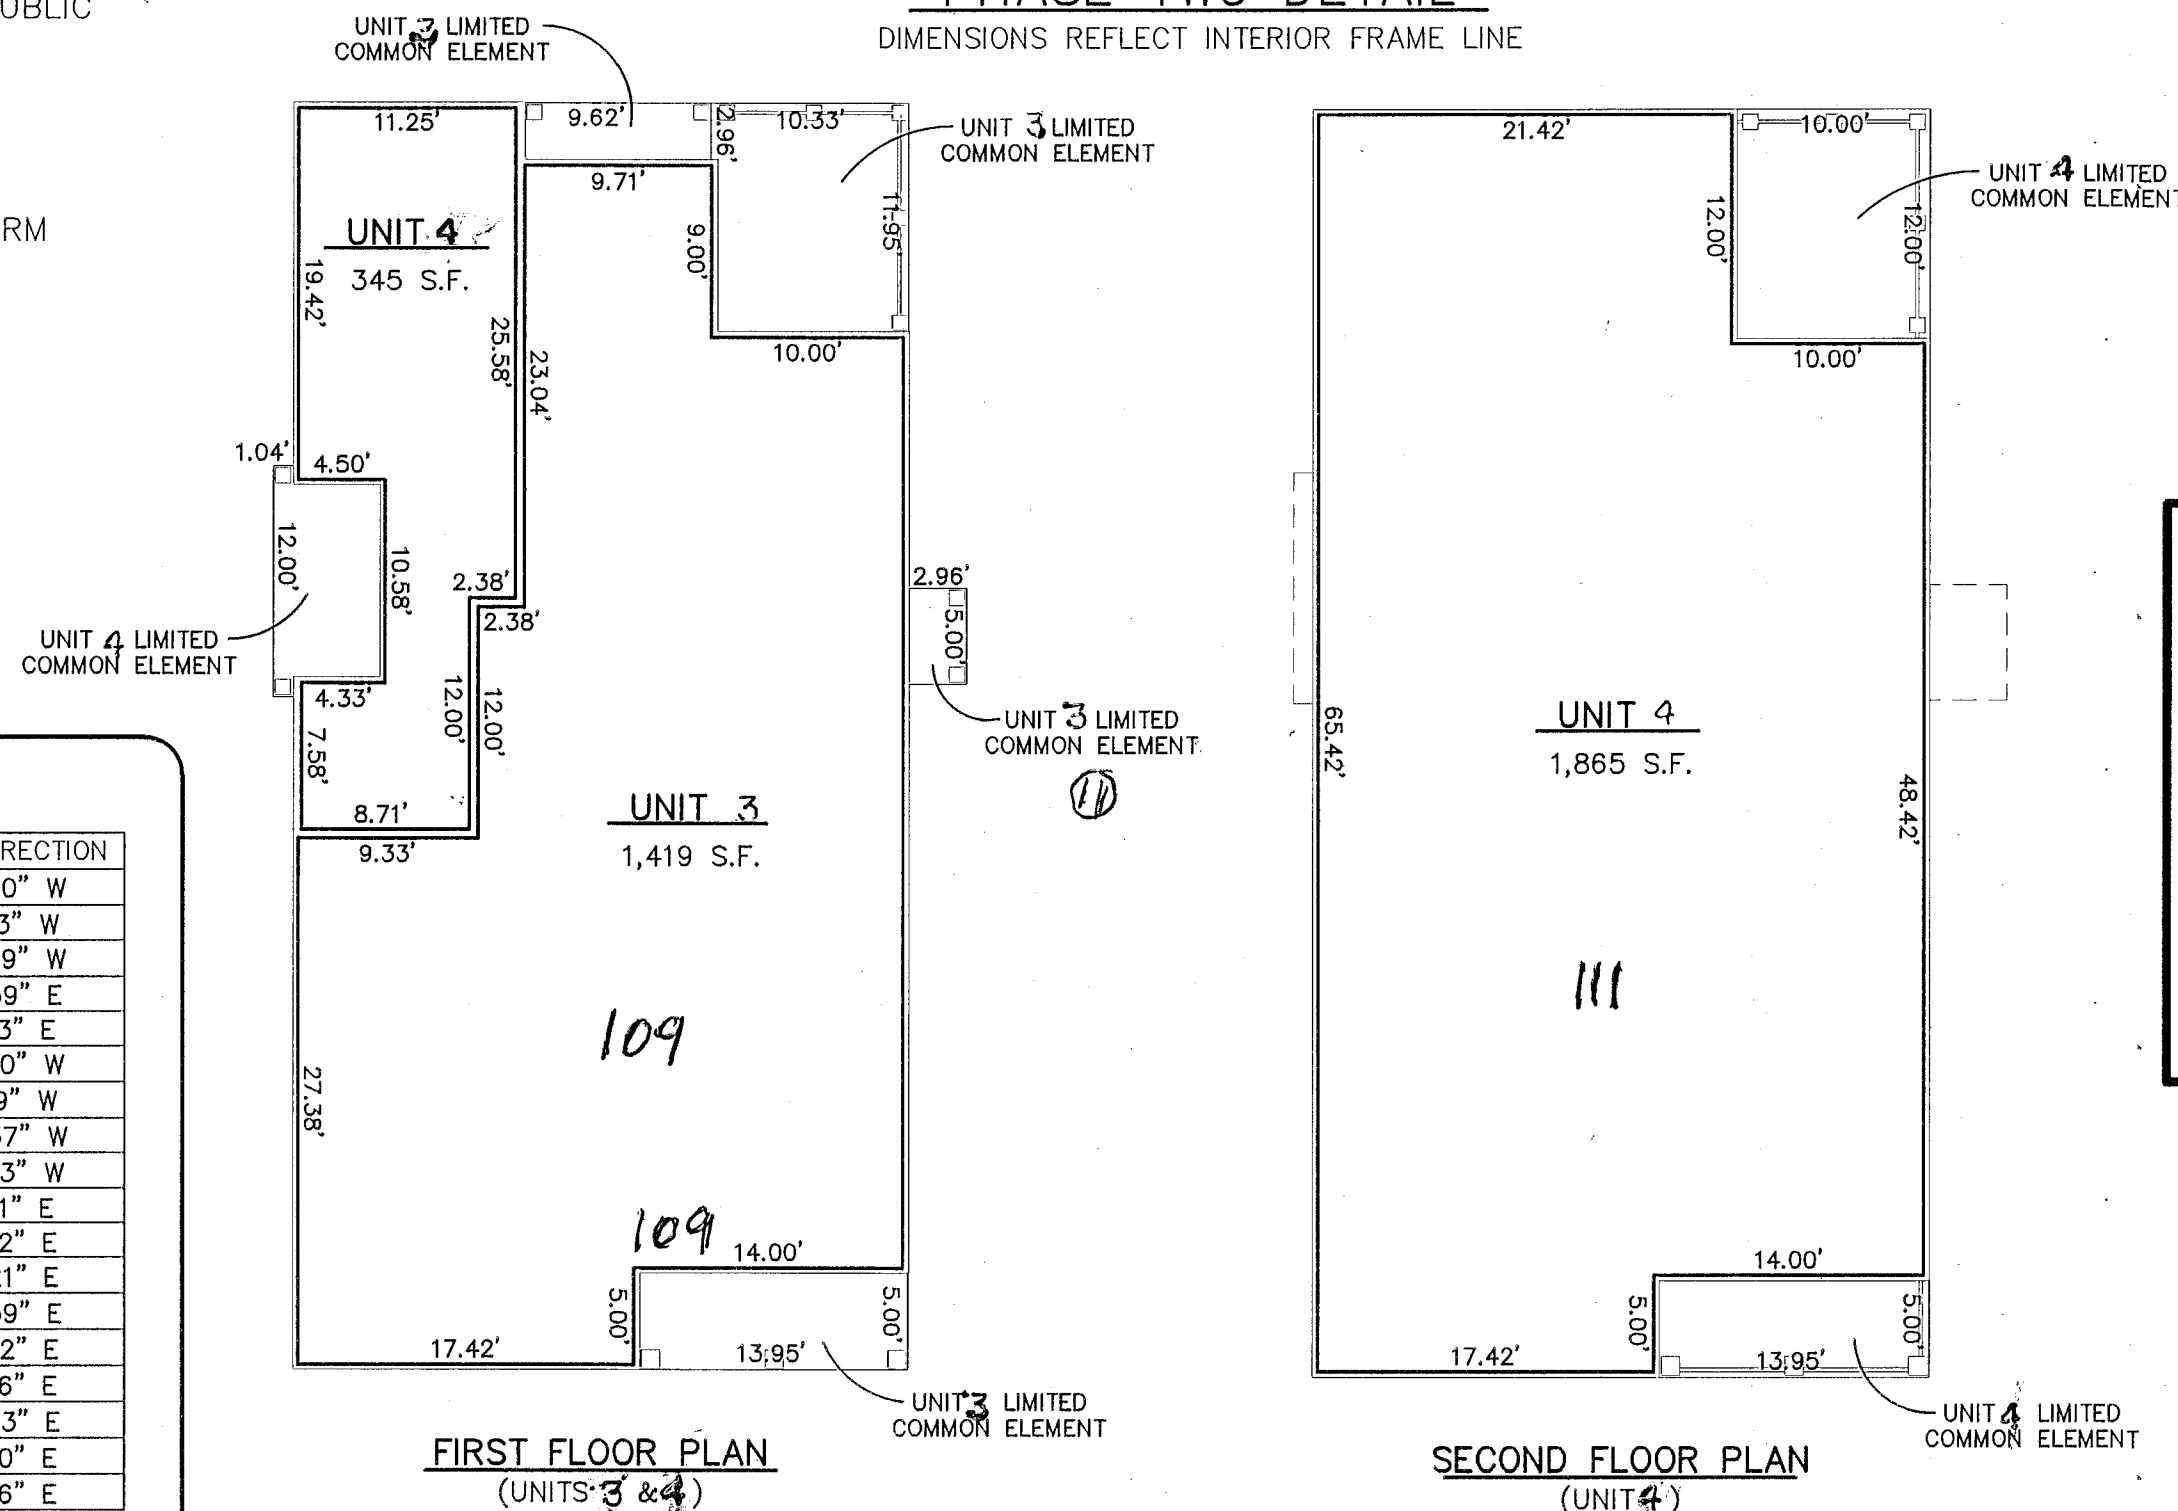 UBLIC
PHASE TWO DETAIL
DIMENSIONS REFLECT INTERIOR FRAME LINE
RM
UNIT 3 LIMITED
COMMON ELEMENT
11.25'
9.62'
2.96'
10.33'
UNIT 3 LIMITED
COMMON ELEMENT
9.71'
UNIT 4
345 S.F.
19.42'
25.58'
23.04'
9.00'
11.95'
10.00'
1.04'
4.50'
12.00'
10.58'
2.38'
2.38'
2.96'
5.00'
UNIT 4 LIMITED
COMMON ELEMENT
4.33'
7.58'
12.00'
12.00'
UNIT 3 LIMITED
COMMON ELEMENT
8.71'
9.33'
UNIT 3
1,419 S.F.
109
27.38'
109
14.00'
5.00'
5.00'
17.42'
13.95'
UNIT 3 LIMITED
COMMON ELEMENT
FIRST FLOOR PLAN
(UNITS 3 & 4)
21.42'
10.00'
12.00'
12.00'
UNIT 4 LIMITED
COMMON ELEMENT
10.00'
65.42'
UNIT 4
1,865 S.F.
48.42'
111
14.00'
5.00'
5.00'
17.42'
13.95'
UNIT 4 LIMITED
COMMON ELEMENT
SECOND FLOOR PLAN
(UNIT 4)
RECTION
0" W
3" W
9" W
9" E
3" E
0" W
9" W
7" W
3" W
1" E
2" E
1" E
9" E
2" E
6" E
3" E
0" E
6" E